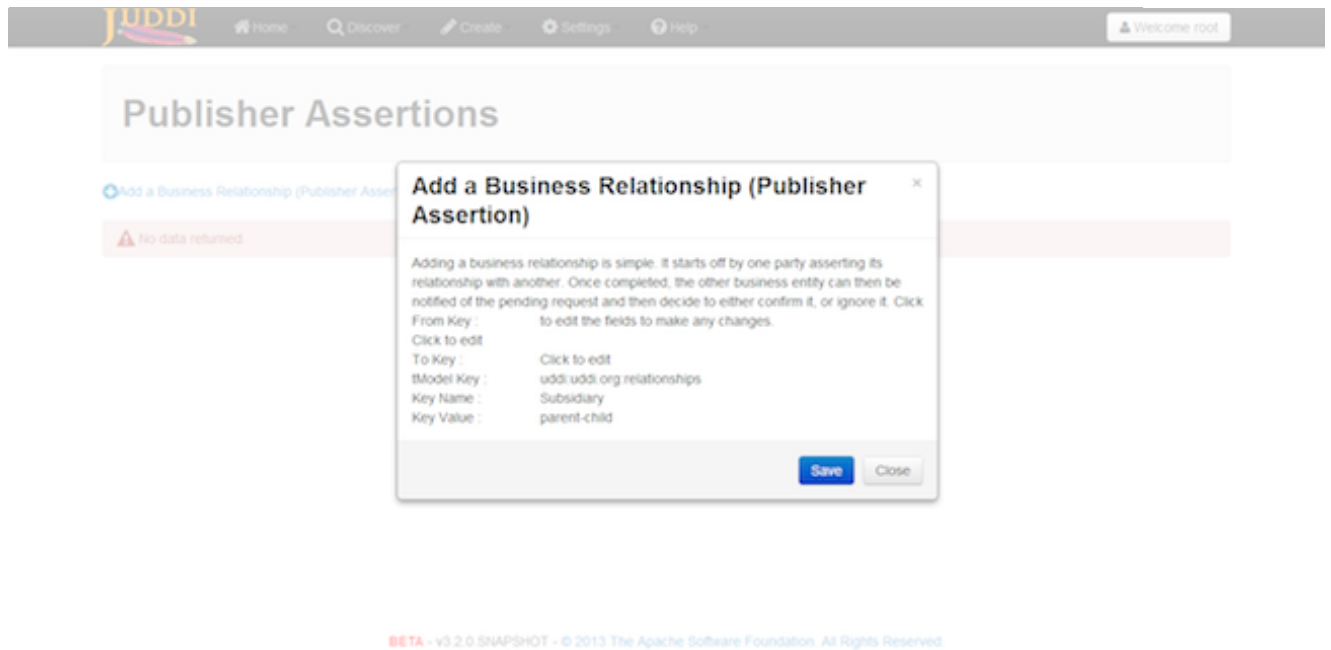 JUDDI Home Discover Create Settings Help Welcome root
Publisher Assertions
Add a Business Relationship (Publisher Asser
No data returned
Add a Business Relationship (Publisher
Assertion)
×
Adding a business relationship is simple. It starts off by one party asserting its
relationship with another. Once completed, the other business entity can then be
notified of the pending request and then decide to either confirm it, or ignore it. Click
From Key : to edit the fields to make any changes.
Click to edit
To Key : Click to edit
tModel Key : uddi:uddi.org:relationships
Key Name : Subsidiary
Key Value : parent-child
Save Close
BETA - v3.2.0.SNAPSHOT - © 2013 The Apache Software Foundation. All Rights Reserved.